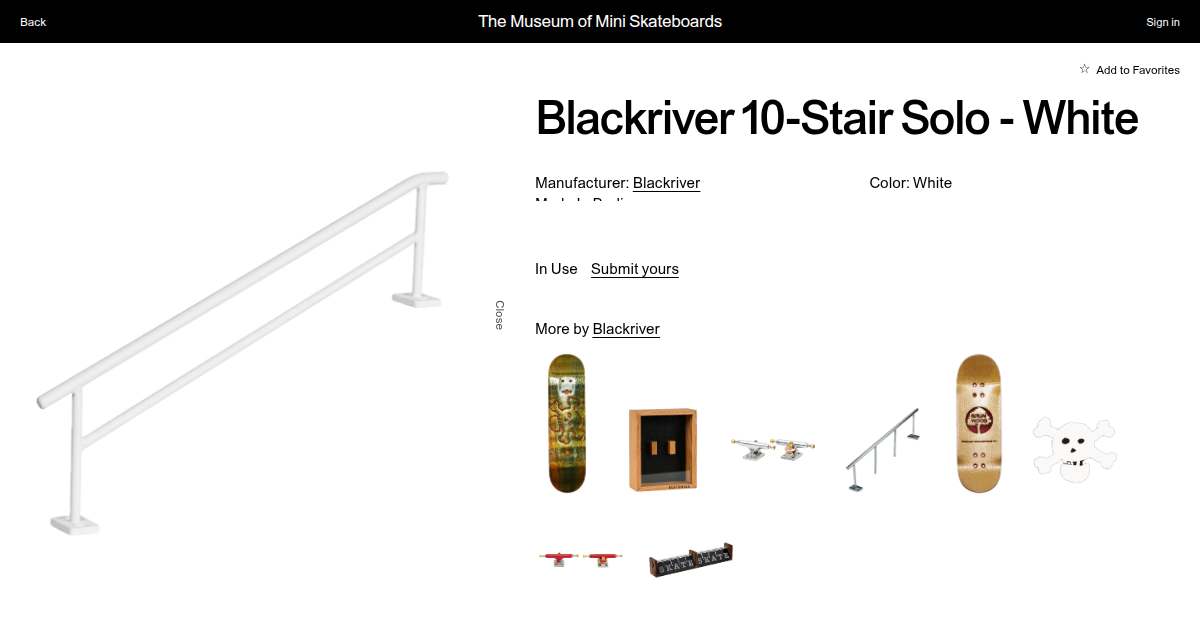 Back
The Museum of Mini Skateboards
Sign in
☆ Add to Favorites
Blackriver 10-Stair Solo - White
Manufacturer: Blackriver
Color: White
In Use Submit yours
Close
More by Blackriver